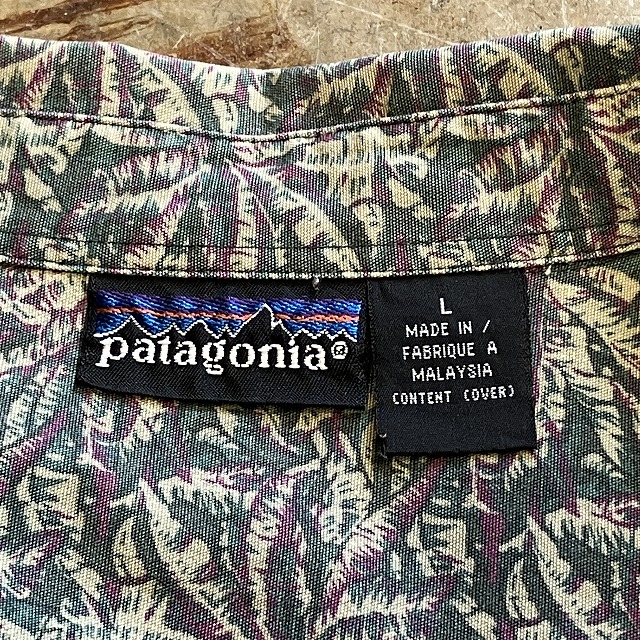 patagonia®
L
MADE IN /
FABRIQUE A
MALAYSIA
CONTENT (OVER)